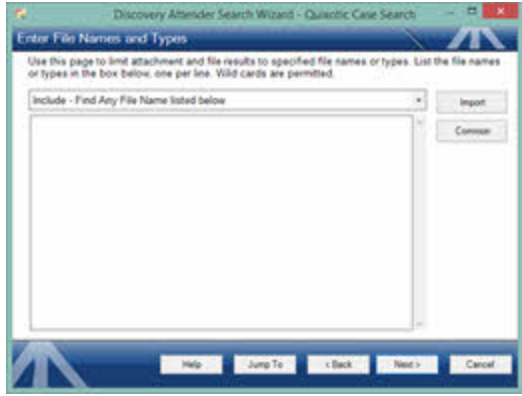 Discovery Attender Search Wizard - Quixotic Case Search
Enter File Names and Types
Use this page to limit attachment and file results to specified file names or types. List the file names
or types in the box below, one per line. Wild cards are permitted.
Include - Find Any File Name listed below
Import
Common
Help
Jump To
< Back
Next >
Cancel